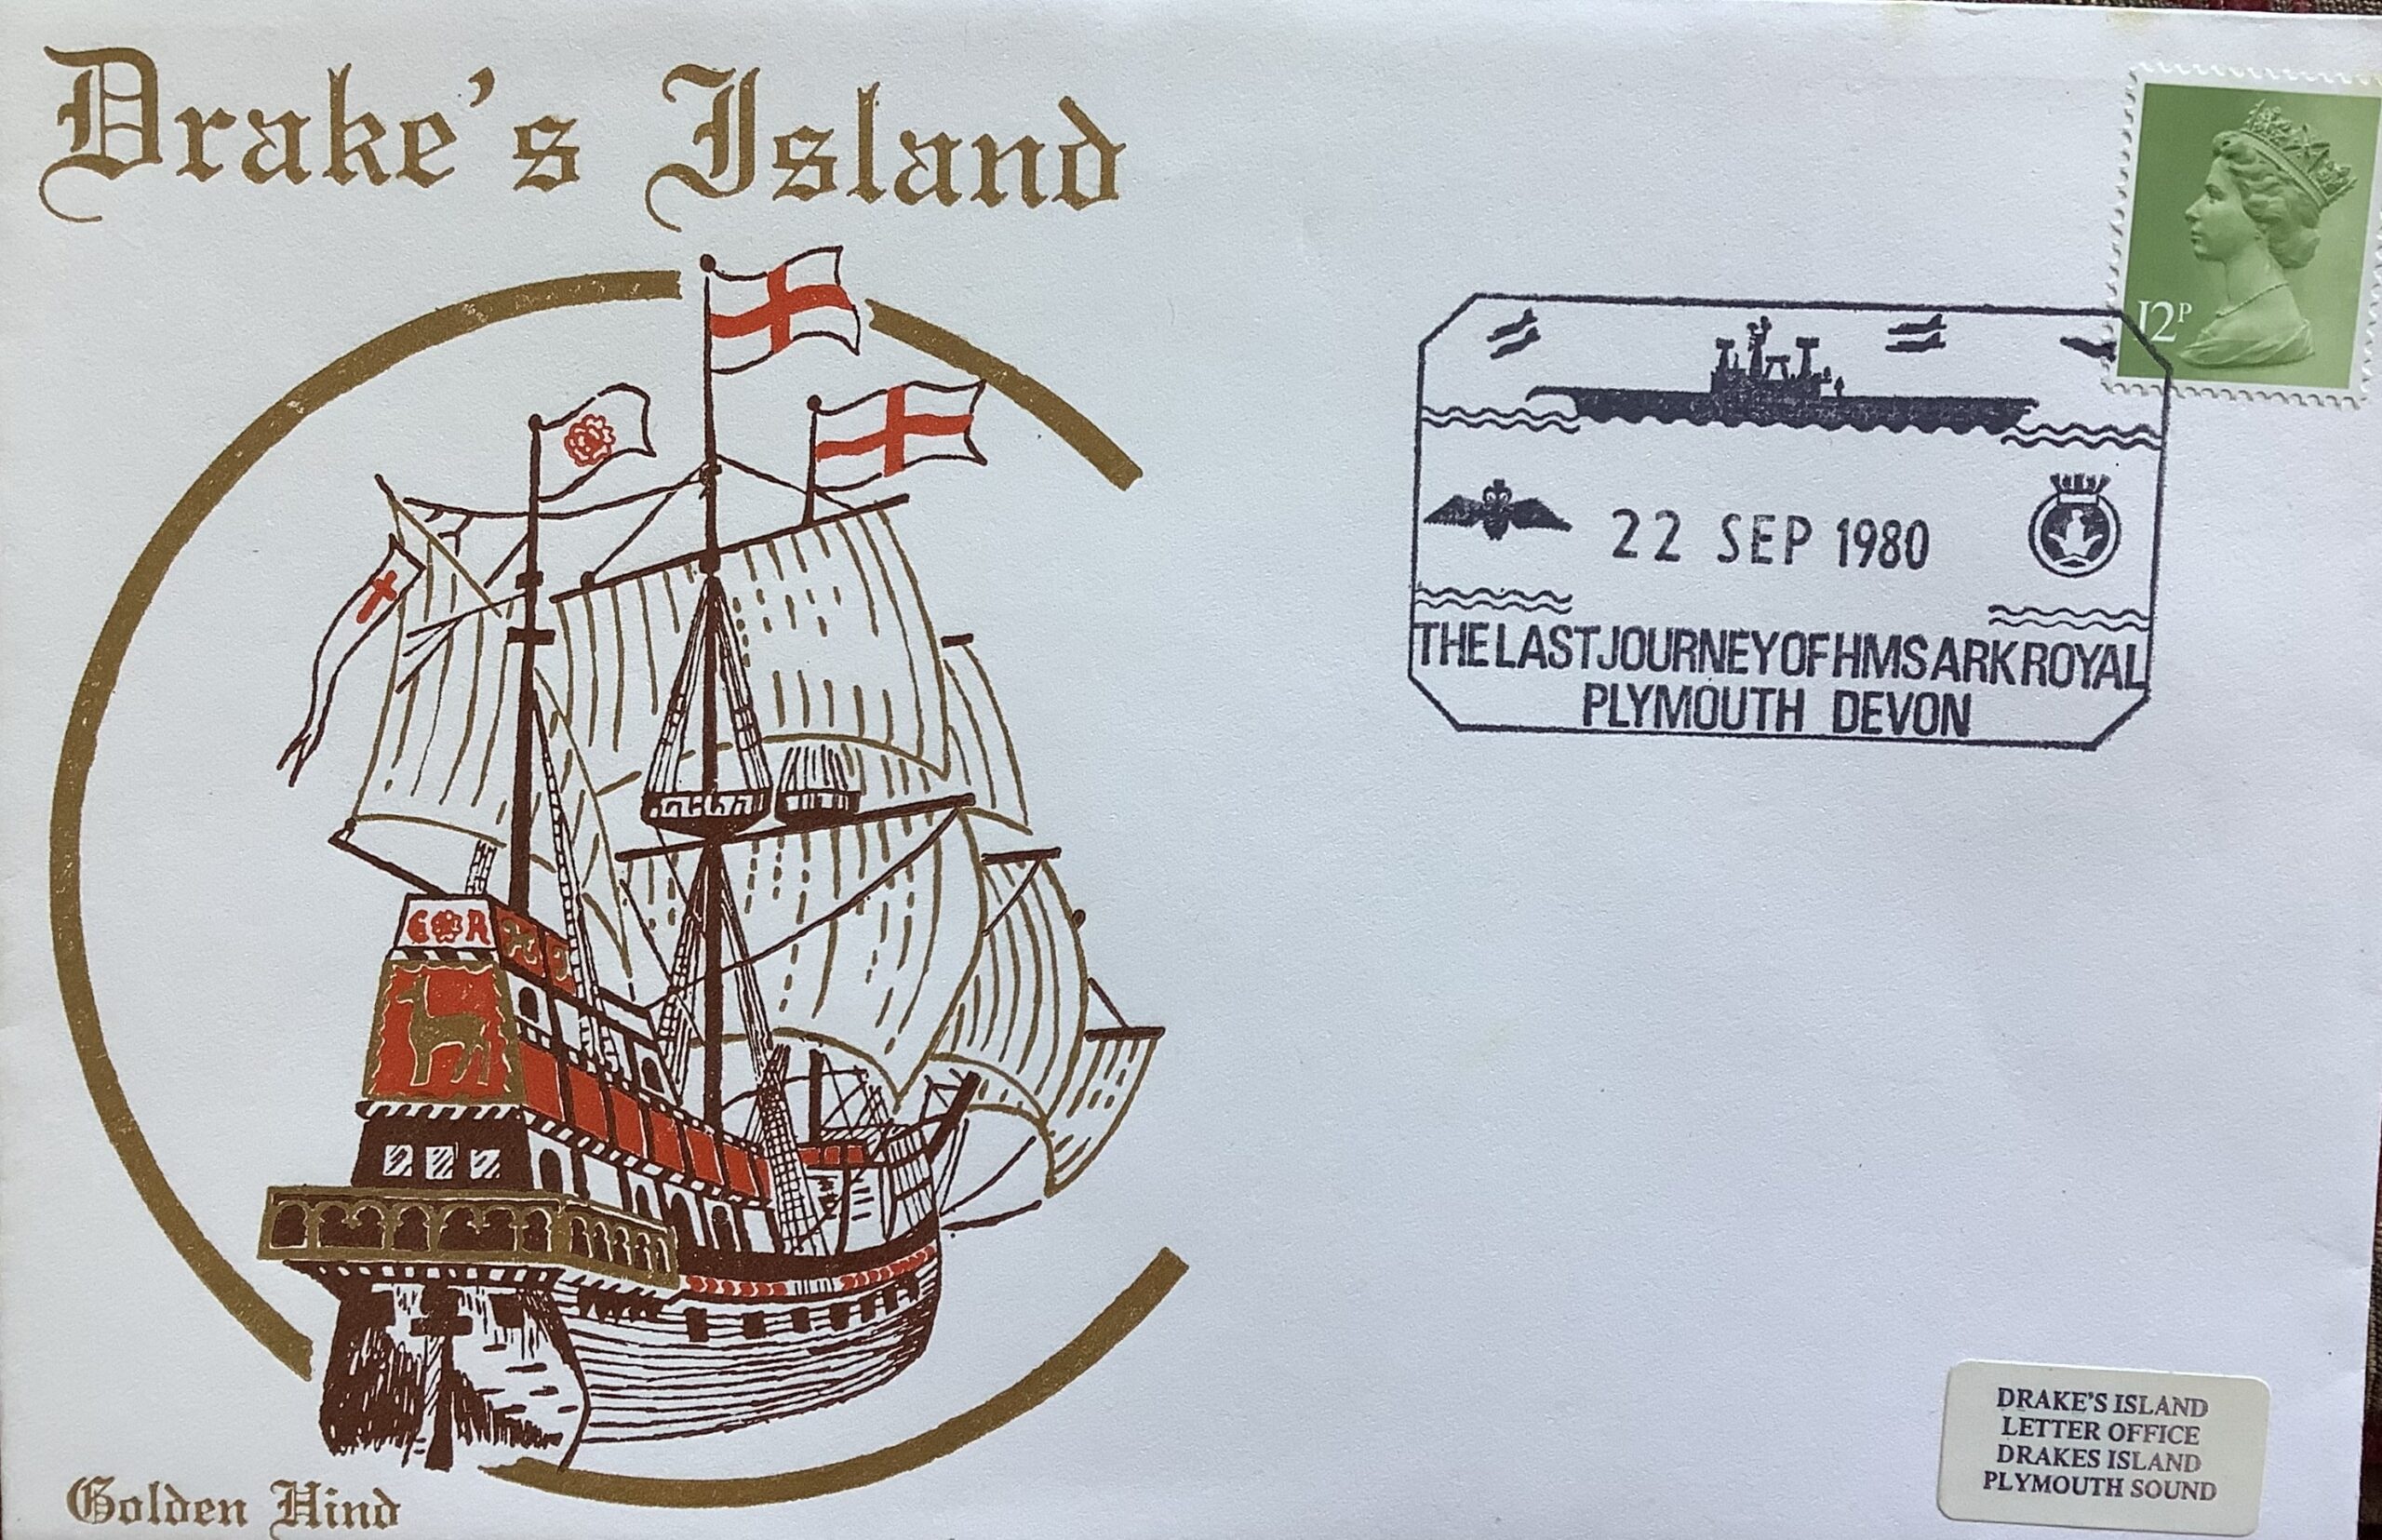 Drake's Island
12P
22 SEP 1980
THE LAST JOURNEY OF HMS ARK ROYAL
PLYMOUTH DEVON
E R
Golden Hind
DRAKE'S ISLAND
LETTER OFFICE
DRAKES ISLAND
PLYMOUTH SOUND